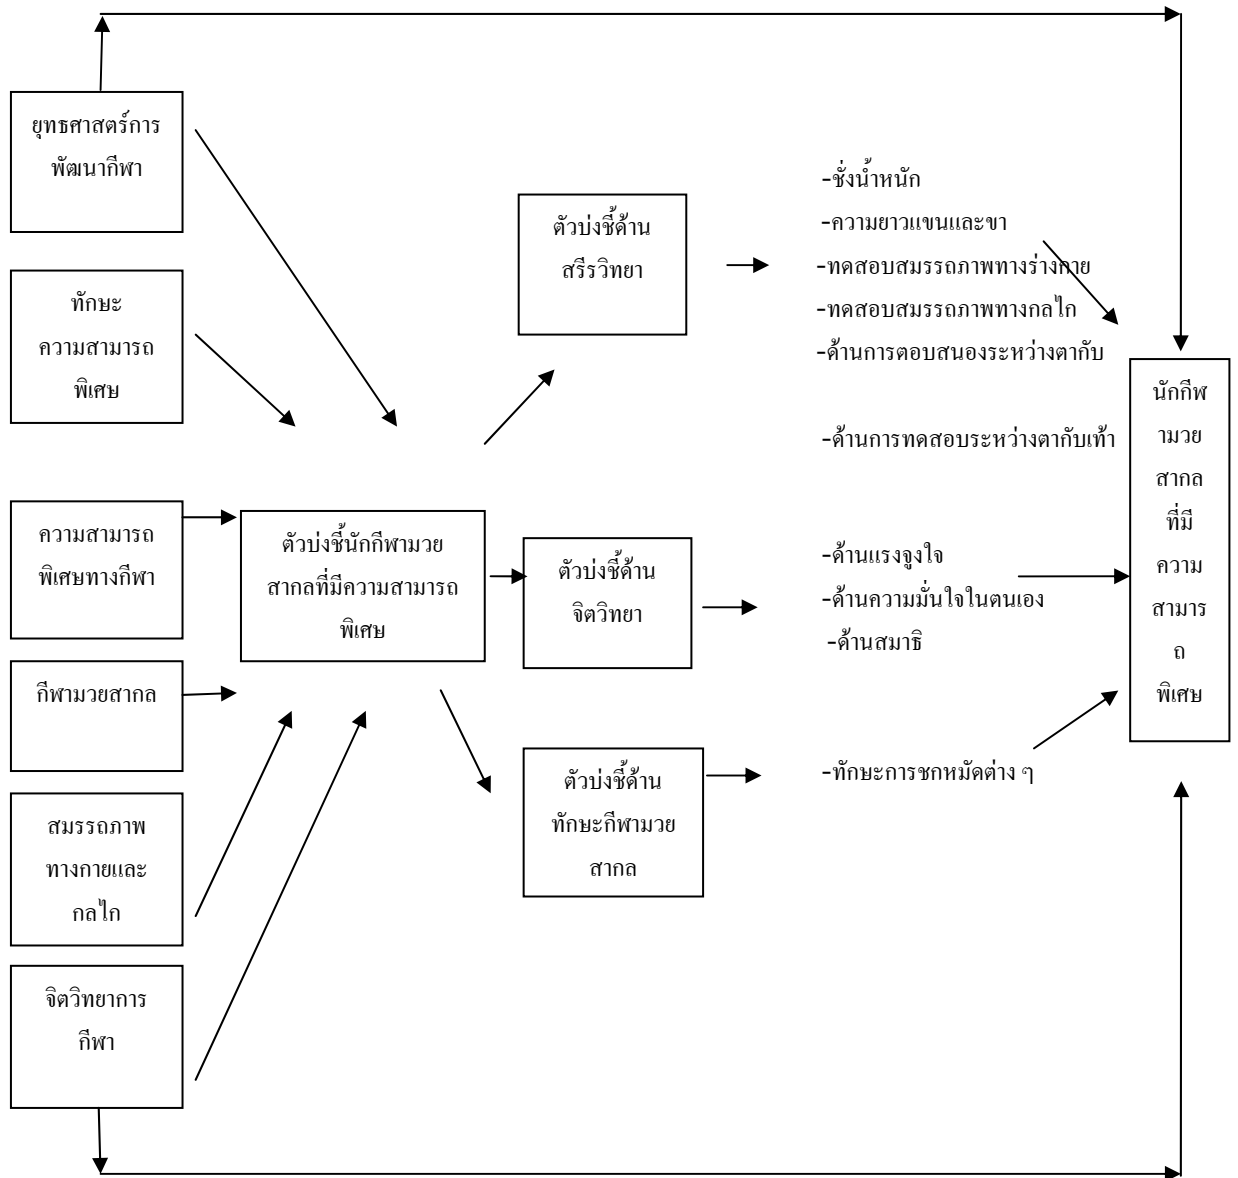 ยุทธศาสตร์การ
พัฒนากีฬา
ทักษะ
ความสามารถ
พิเศษ
ความสามารถ
พิเศษทางกีฬา
กีฬามวยสากล
สมรรถภาพ
ทางกายและ
กลไก
จิตวิทยาการ
กีฬา
ตัวบ่งชี้นักกีฬามวย
สากลที่มีความสามารถ
พิเศษ
ตัวบ่งชี้ด้าน
สรีรวิทยา
ตัวบ่งชี้ด้าน
จิตวิทยา
ตัวบ่งชี้ด้าน
ทักษะกีฬามวย
สากล
-ชั่งน้ำหนัก
-ความยาวแขนและขา
-ทดสอบสมรรถภาพทางร่างกาย
-ทดสอบสมรรถภาพทางกลไก
-ด้านการตอบสนองระหว่างตากับ
-ด้านการทดสอบระหว่างตากับเท้า
-ด้านแรงจูงใจ
-ด้านความมั่นใจในตนเอง
-ด้านสมาธิ
-ทักษะการชกหมัดต่าง ๆ
นักกีฬ
ามวย
สากล
ที่มี
ความ
สามาร
ถ
พิเศษ